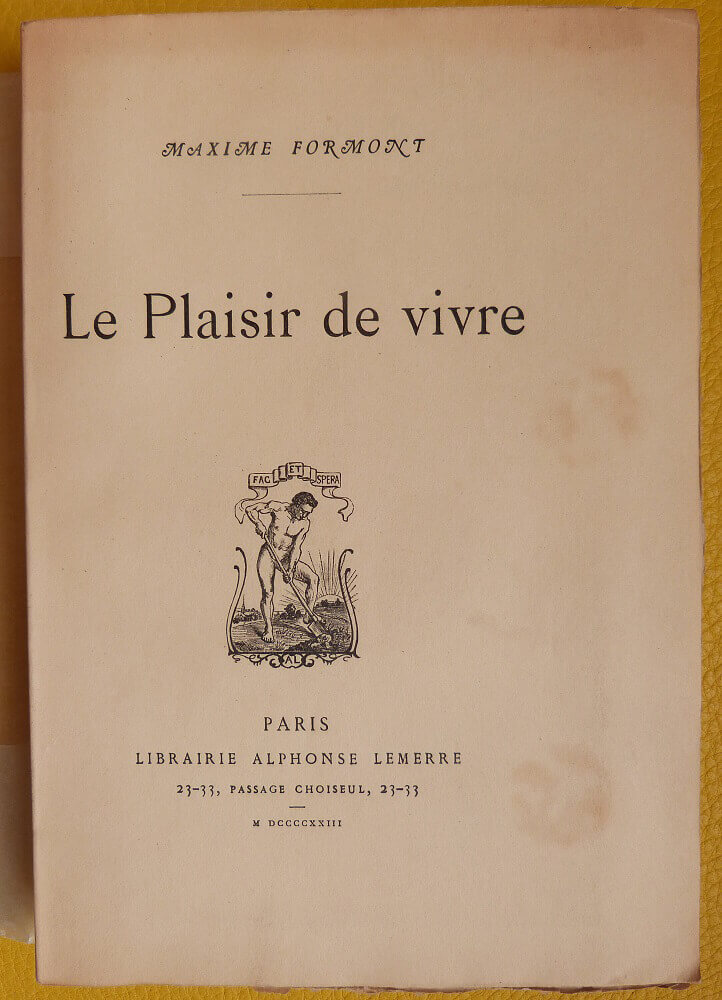 MAXIME FORMONT
Le Plaisir de vivre
FAC ET SPERA
AL
PARIS
LIBRAIRIE ALPHONSE LEMERRE
23-33, PASSAGE CHOISEUL, 23-33
M DCCCCXXIII